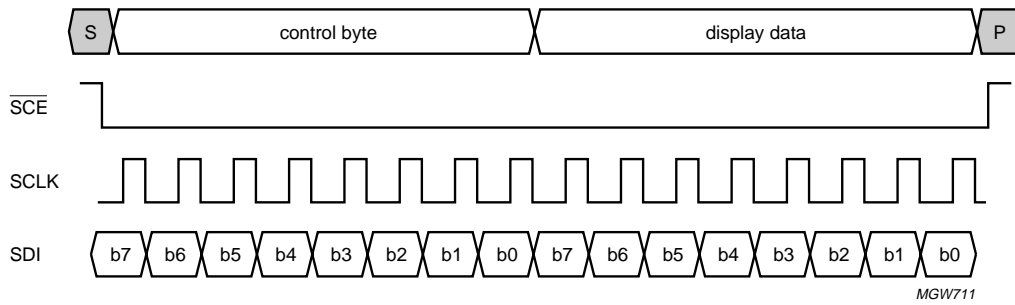 S control byte display data P
SCE
SCLK
SDI b7 b6 b5 b4 b3 b2 b1 b0 b7 b6 b5 b4 b3 b2 b1 b0
MGW711